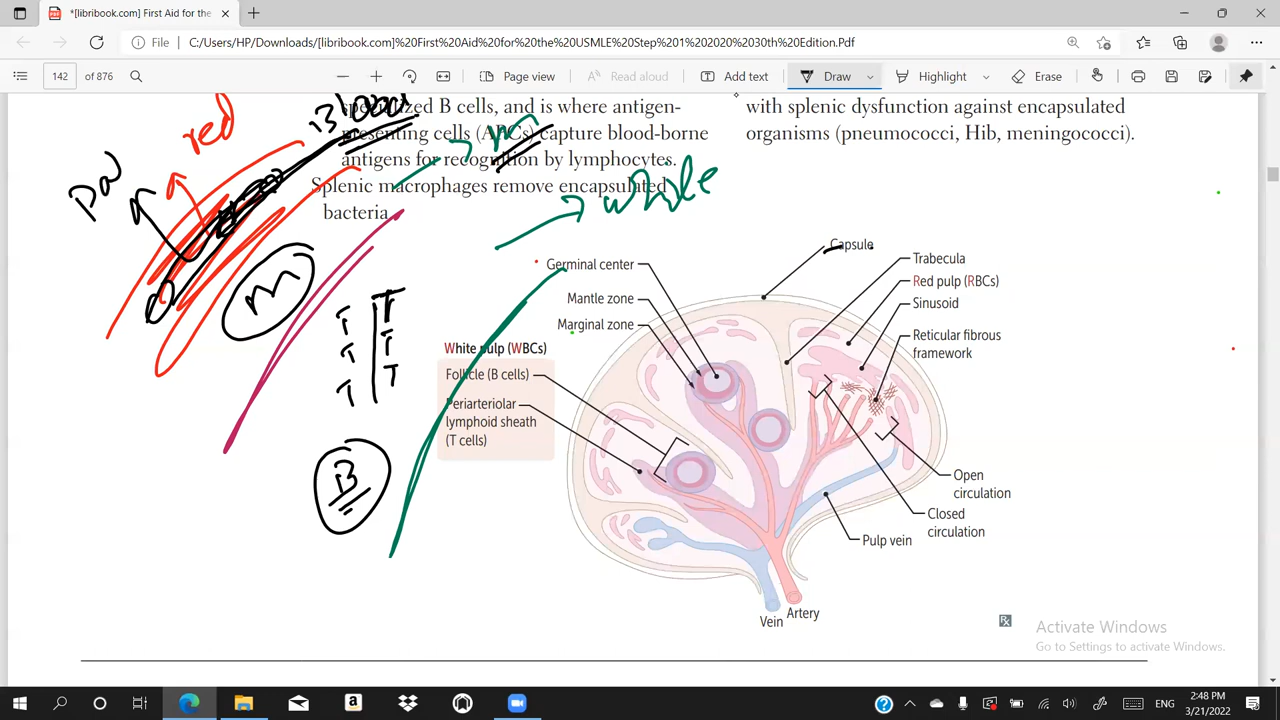 *[libribook.com] First Aid for the
File
C:/Users/HP/Downloads/[libribook.com]%20First%20Aid%20for%20the%20USMLE%20Step%201%202020%2030th%20Edition.Pdf
142 of 876
Page view
Read aloud
Add text
Draw
Highlight
Erase
specialized B cells, and is where antigen-
presenting cells (APCs) capture blood-borne
antigens for recognition by lymphocytes.
Splenic macrophages remove encapsulated
bacteria.
with splenic dysfunction against encapsulated
organisms (pneumococci, Hib, meningococci).
Blood
red
m
whole
M
T T
T T
T T
B
Capsule
Trabecula
Red pulp (RBCs)
Sinusoid
Reticular fibrous
framework
Open
circulation
Closed
circulation
Pulp vein
Artery
Vein
Germinal center
Mantle zone
Marginal zone
White pulp (WBCs)
Follicle (B cells)
Periarteriolar
lymphoid sheath
(T cells)
Rx
Activate Windows
Go to Settings to activate Windows.
ENG
2:48 PM
3/21/2022